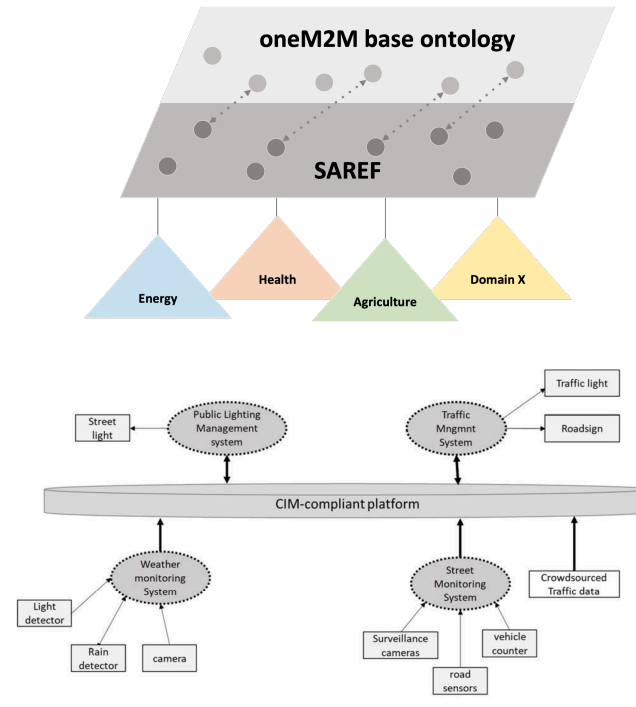 oneM2M base ontology
SAREF
Energy
Health
Agriculture
Domain X
Street
light
Public Lighting
Management
system
Traffic
Mngmnt
System
Traffic light
Roadsign
CIM-compliant platform
Weather
monitoring
System
Light
detector
Rain
detector
camera
Street
Monitoring
System
Surveillance
cameras
road
sensors
vehicle
counter
Crowdsourced
Traffic data